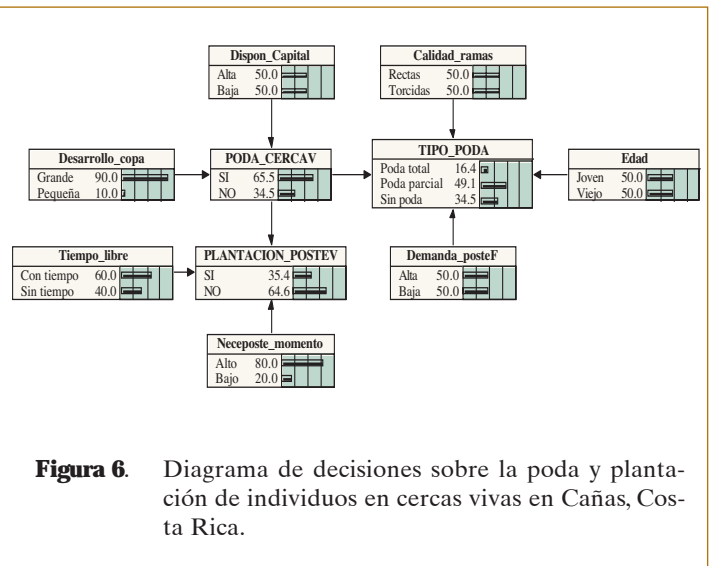 Dispon_Capital
Alta 50.0
Baja 50.0
Calidad_ramas
Rectas 50.0
Torcidas 50.0
Desarrollo_copa
Grande 90.0
Pequeña 10.0
PODA_CERCAV
SI 65.5
NO 34.5
TIPO_PODA
Poda total 16.4
Poda parcial 49.1
Sin poda 34.5
Edad
Joven 50.0
Viejo 50.0
Tiempo_libre
Con tiempo 60.0
Sin tiempo 40.0
PLANTACION_POSTEV
SI 35.4
NO 64.6
Demanda_posteF
Alta 50.0
Baja 50.0
Neceposte_momento
Alto 80.0
Bajo 20.0
Figura 6. Diagrama de decisiones sobre la poda y planta-
ción de individuos en cercas vivas en Cañas, Cos-
ta Rica.